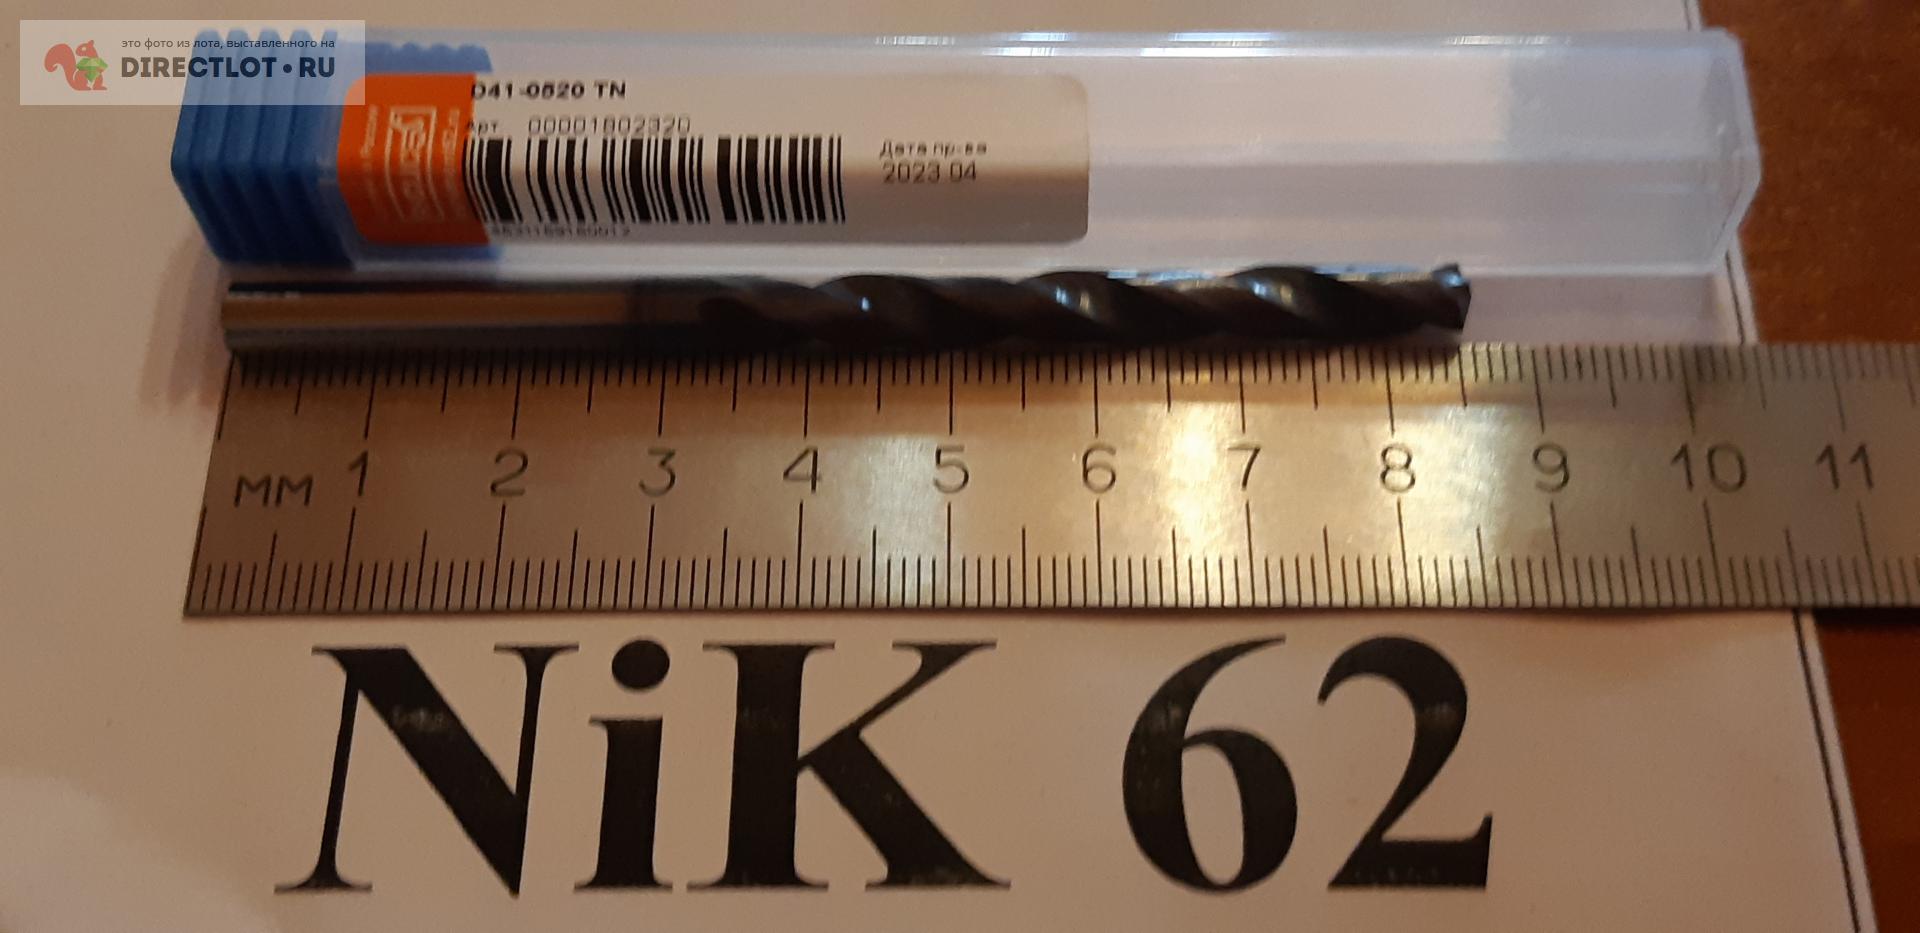 это фото из лота, выставленного на
DIRECTLOT.RU
D41-0520 TN
Арт. 00001802320
Дата пр-ва
2023.04
мм 1 2 3 4 5 6 7 8 9 10 11
NiK 62